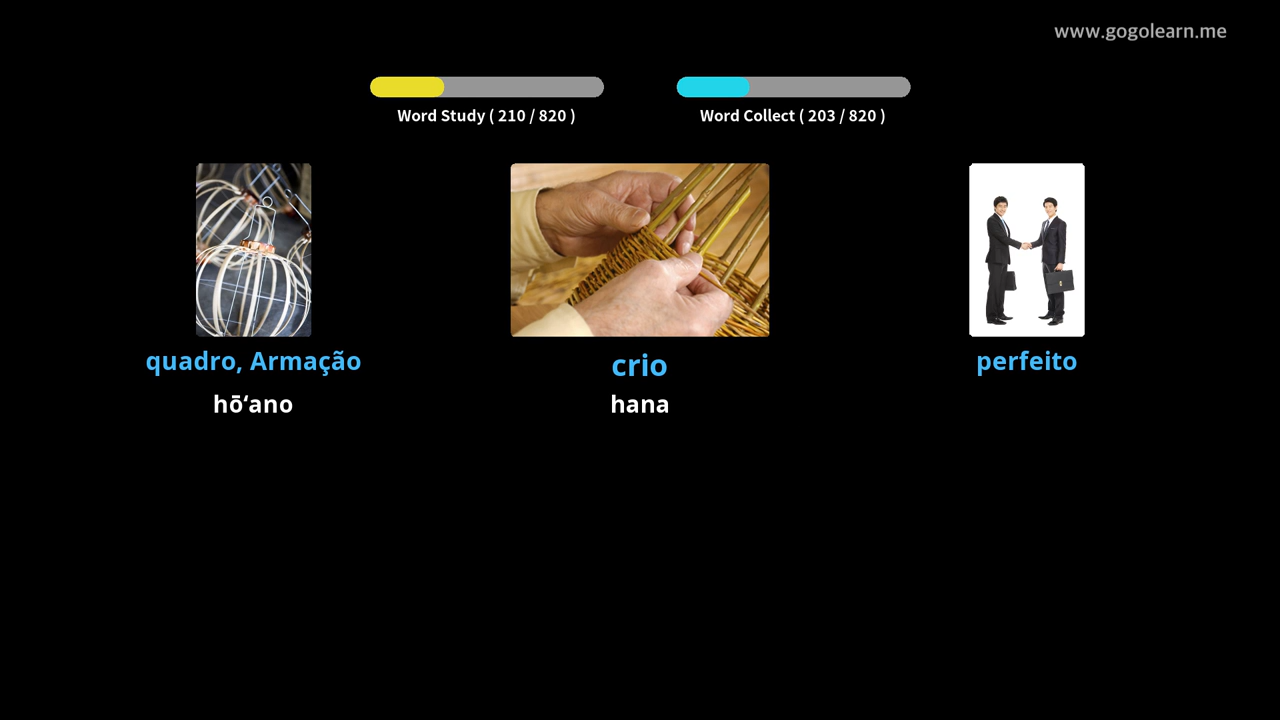 www.gogolearn.me
Word Study ( 210 / 820 )
Word Collect ( 203 / 820 )
quadro, Armação
hōʻano
crio
hana
perfeito